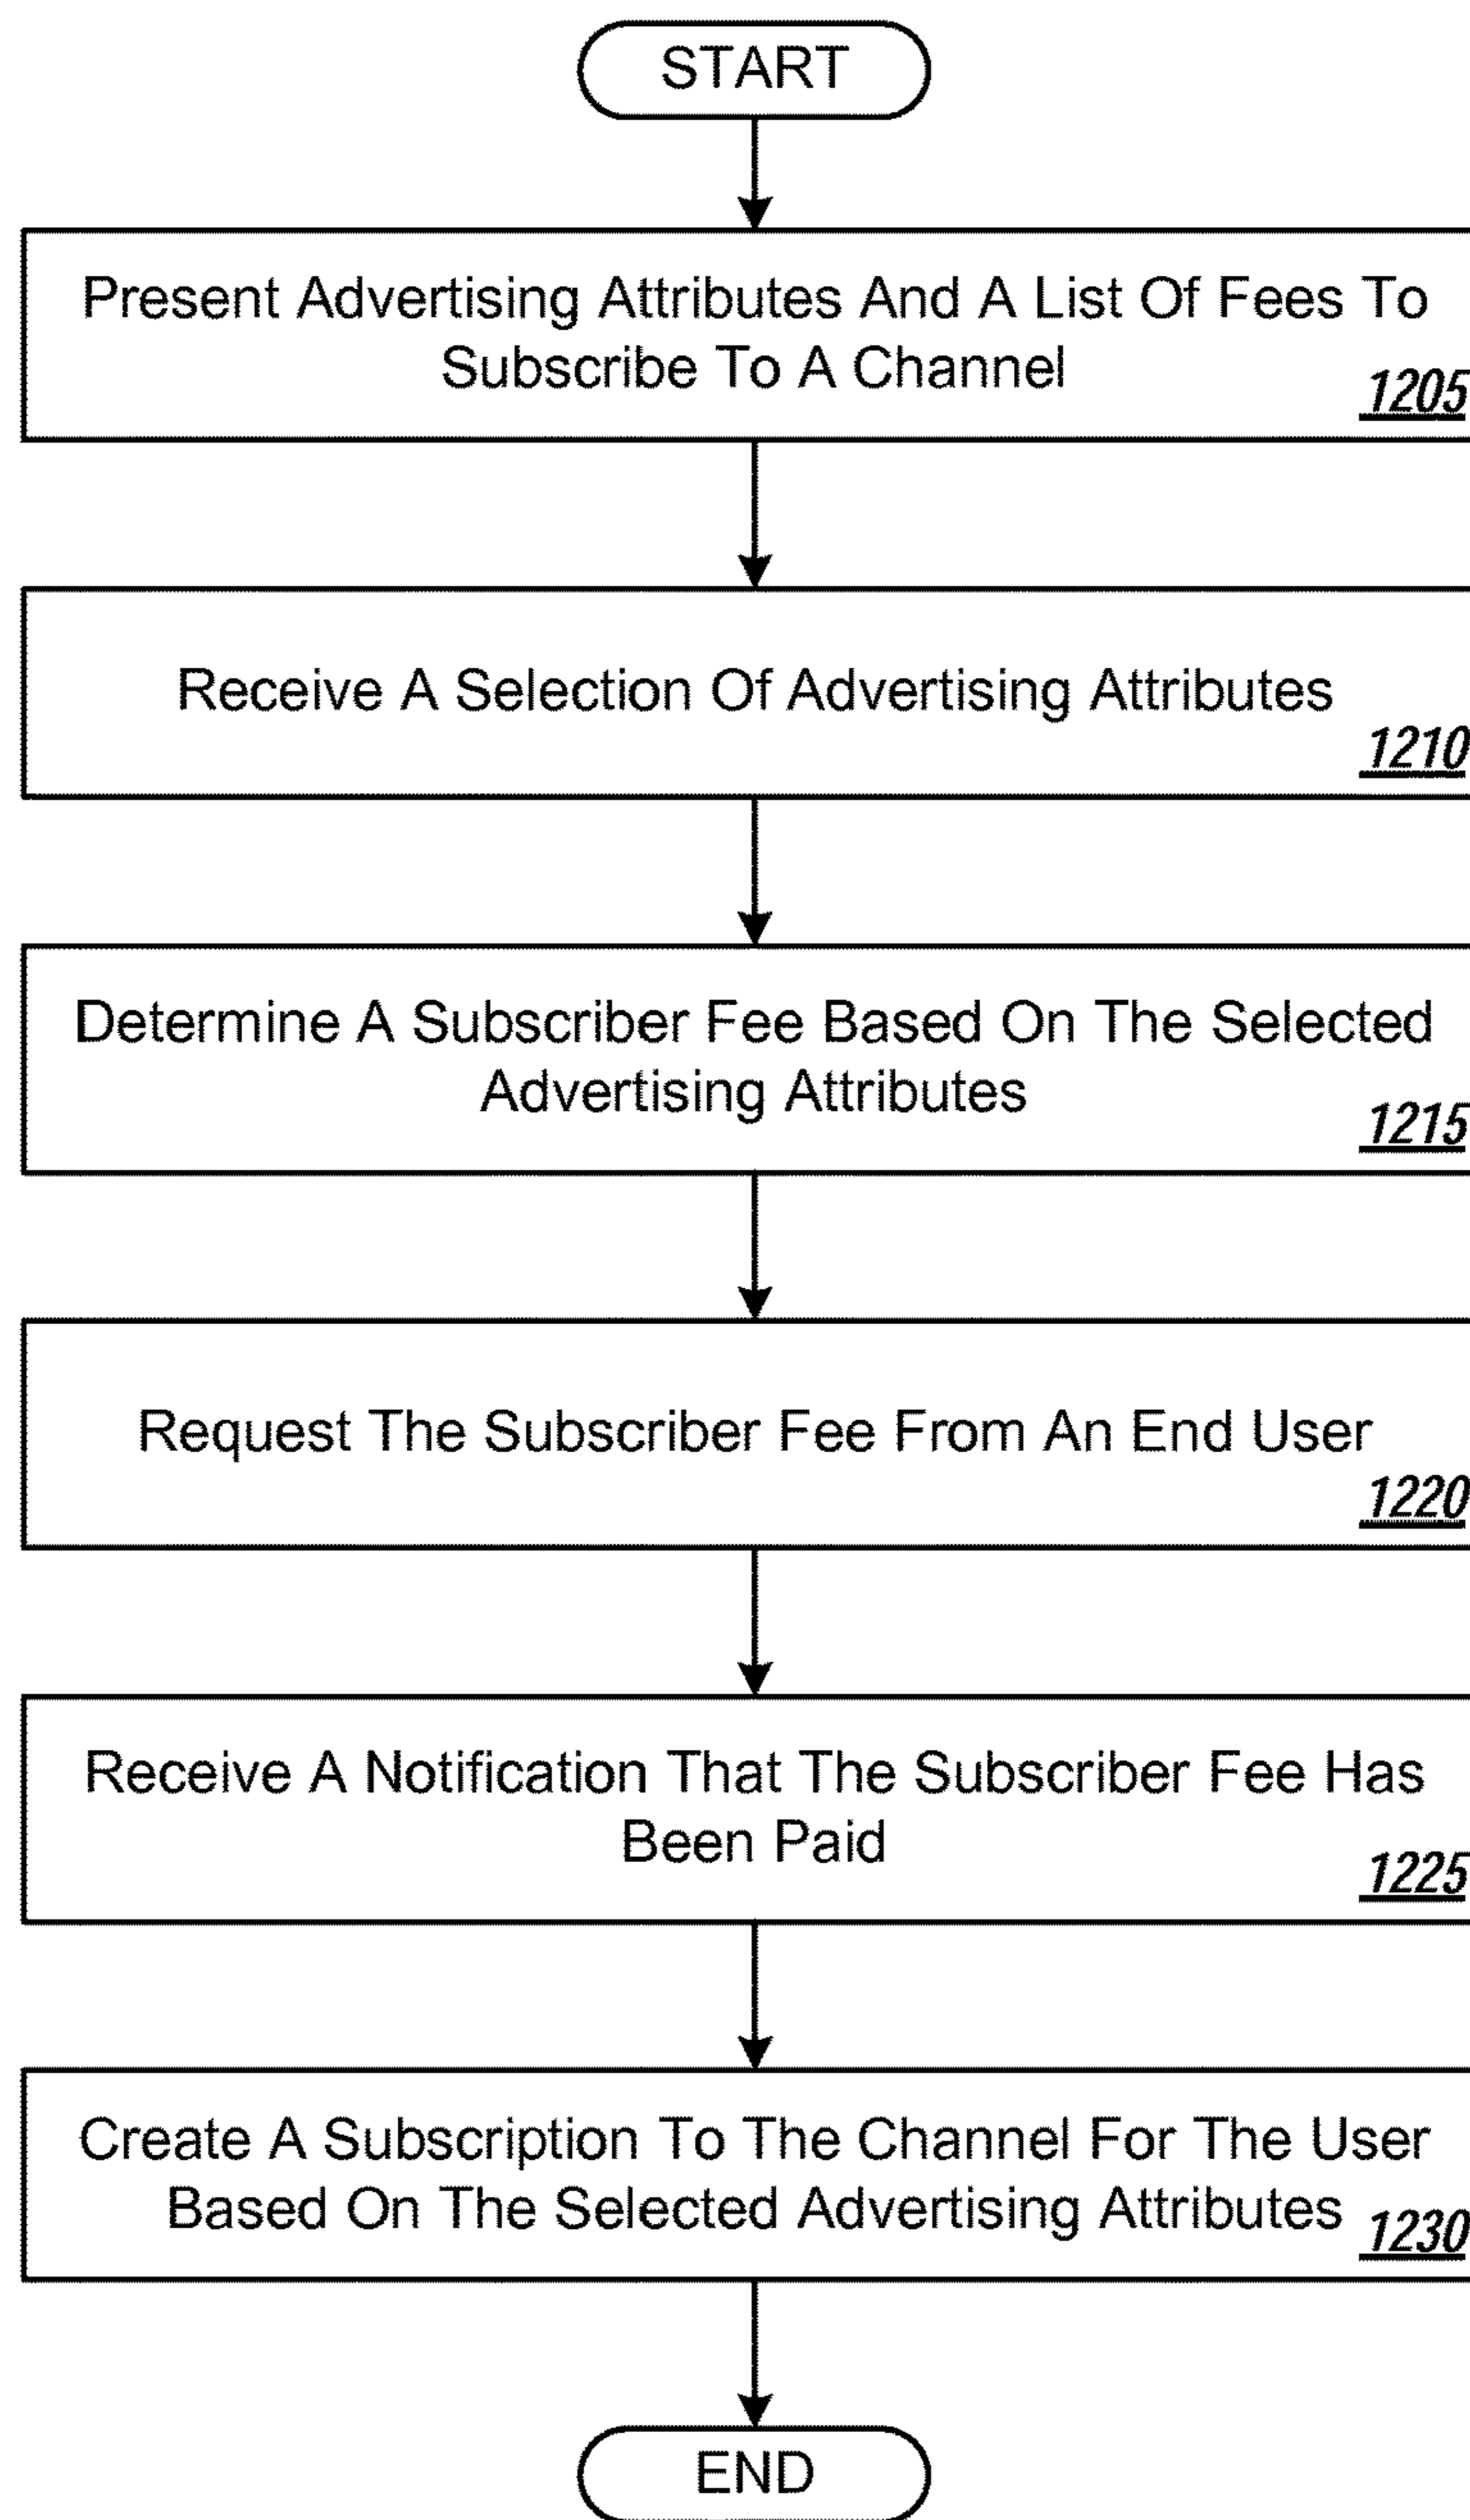 START
Present Advertising Attributes And A List Of Fees To
Subscribe To A Channel
1205
Receive A Selection Of Advertising Attributes
1210
Determine A Subscriber Fee Based On The Selected
Advertising Attributes
1215
Request The Subscriber Fee From An End User
1220
Receive A Notification That The Subscriber Fee Has
Been Paid
1225
Create A Subscription To The Channel For The User
Based On The Selected Advertising Attributes
1230
END